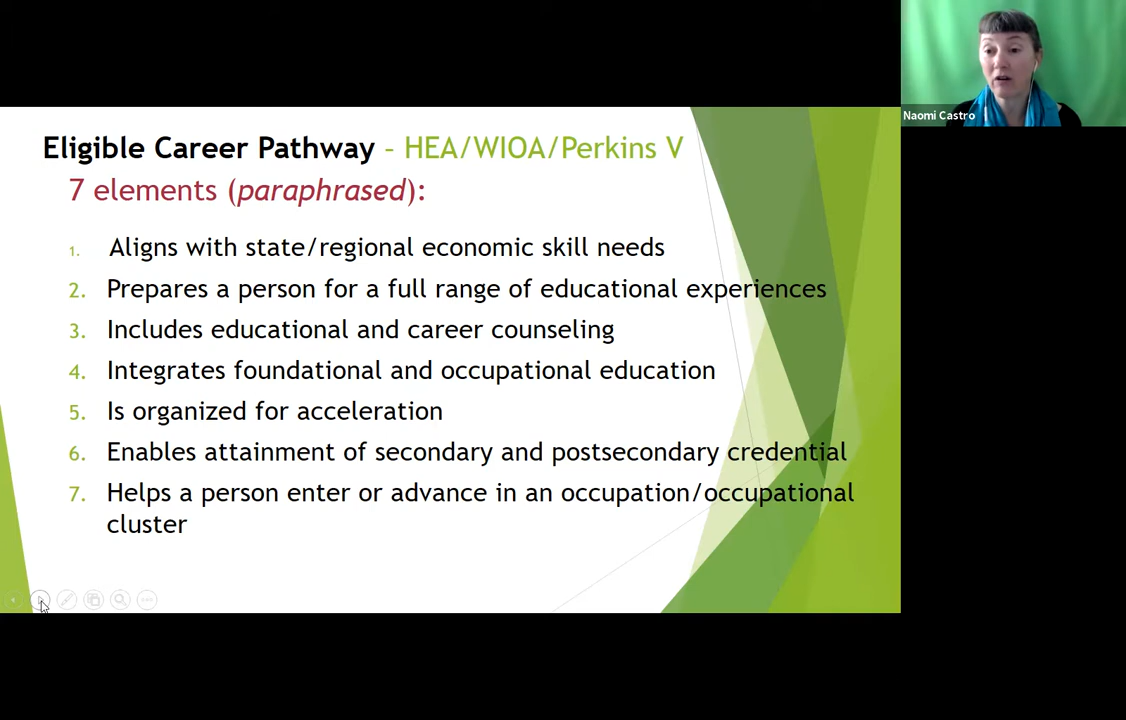 Naomi Castro
Eligible Career Pathway – HEA/WIOA/Perkins V
7 elements (paraphrased):
1. Aligns with state/regional economic skill needs
2. Prepares a person for a full range of educational experiences
3. Includes educational and career counseling
4. Integrates foundational and occupational education
5. Is organized for acceleration
6. Enables attainment of secondary and postsecondary credential
7. Helps a person enter or advance in an occupation/occupational
cluster